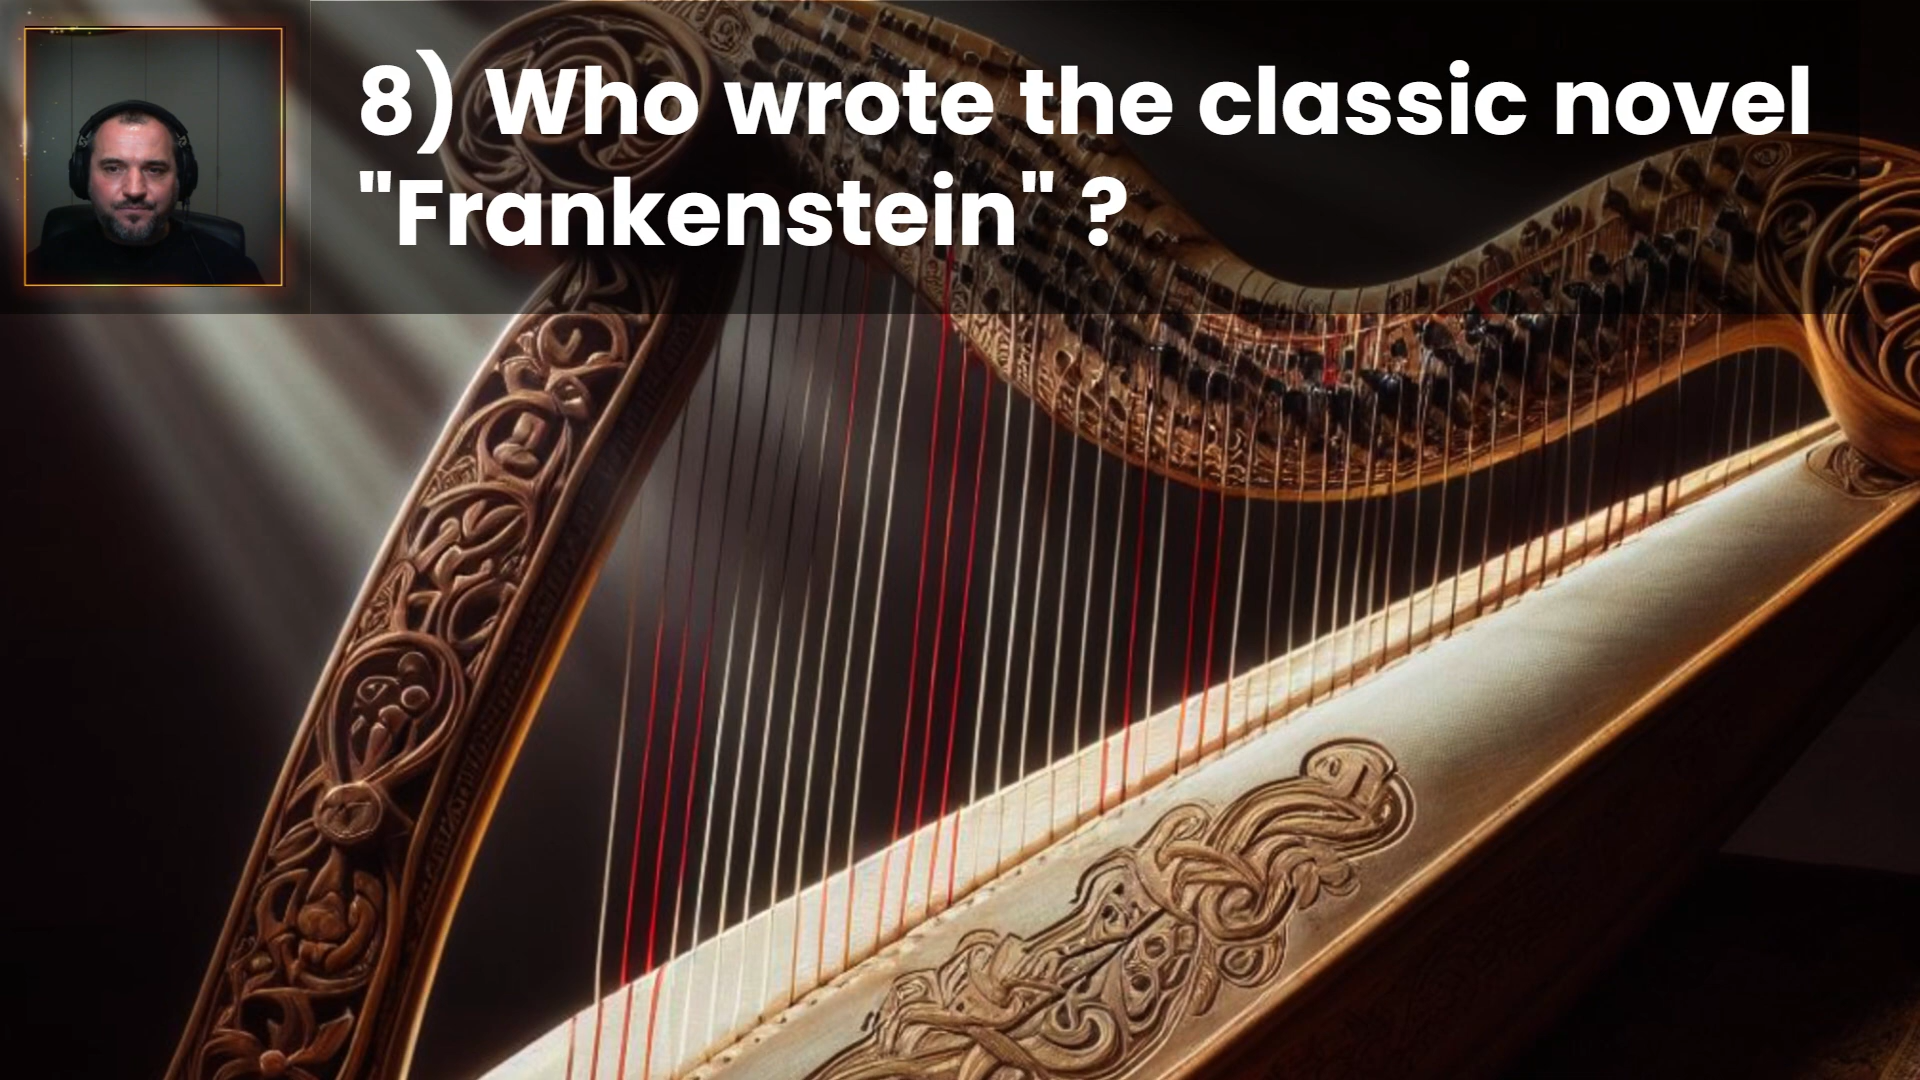 8) Who wrote the classic novel
"Frankenstein" ?